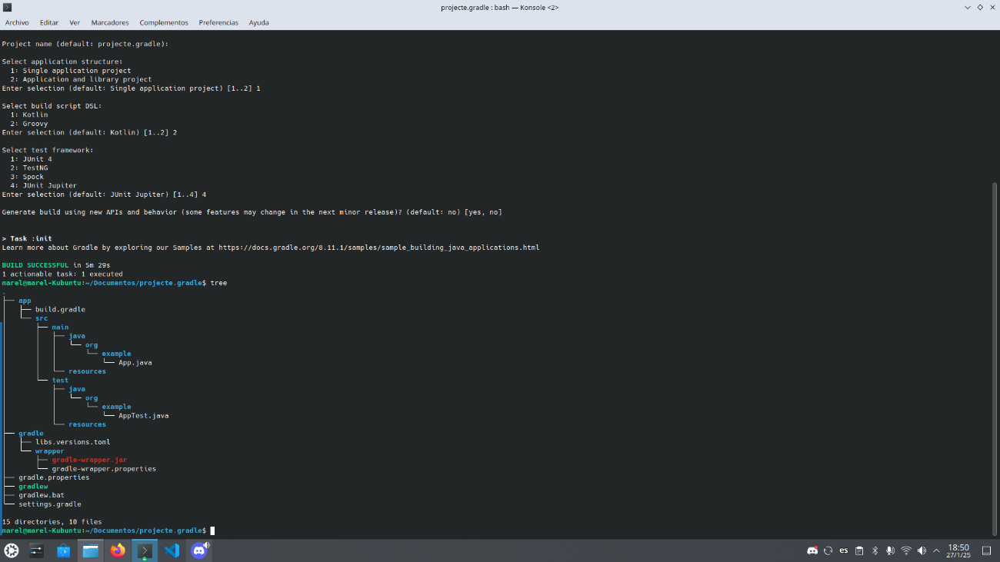 projecte.gradle : bash — Konsole <2>
Archivo Editar Ver Marcadores Complementos Preferencias Ayuda
Project name (default: projecte.gradle):
Select application structure:
1: Single application project
2: Application and library project
Enter selection (default: Single application project) [1..2] 1
Select build script DSL:
1: Kotlin
2: Groovy
Enter selection (default: Kotlin) [1..2] 2
Select test framework:
1: JUnit 4
2: TestNG
3: Spock
4: JUnit Jupiter
Enter selection (default: JUnit Jupiter) [1..4] 4
Generate build using new APIs and behavior (some features may change in the next minor release)? (default: no) [yes, no]
> Task :init
Learn more about Gradle by exploring our Samples at https://docs.gradle.org/8.11.1/samples/sample_building_java_applications.html
BUILD SUCCESSFUL in 5m 29s
1 actionable task: 1 executed
marel@marel-Kubuntu:~/Documentos/projecte.gradle$ tree
.
├── app
│   ├── build.gradle
│   └── src
│       ├── main
│       │   ├── java
│       │   │   └── org
│       │   │       └── example
│       │   │           └── App.java
│       │   └── resources
│       └── test
│           ├── java
│           │   └── org
│           │       └── example
│           │           └── AppTest.java
│           └── resources
├── gradle
│   ├── libs.versions.toml
│   └── wrapper
│       ├── gradle-wrapper.jar
│       └── gradle-wrapper.properties
├── gradle.properties
├── gradlew
├── gradlew.bat
└── settings.gradle
15 directories, 10 files
marel@marel-Kubuntu:~/Documentos/projecte.gradle$
es
18:50
27/1/25